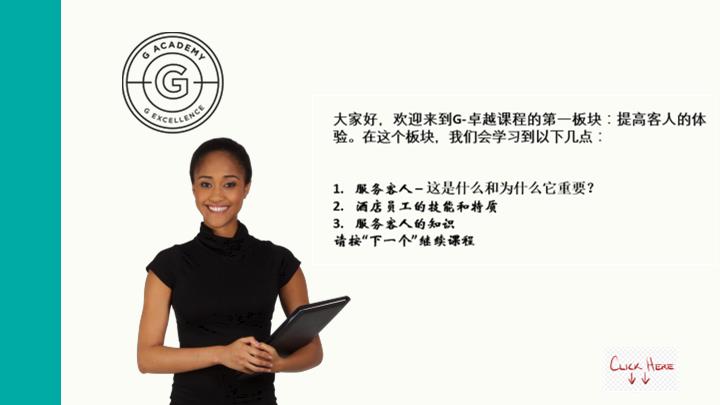 G ACADEMY
G
G EXCELLENCE
大家好，欢迎来到G-卓越课程的第一板块：提高客人的体
验。在这个板块，我们会学习到以下几点：
1. 服务客人 – 这是什么和为什么它重要？
2. 酒店员工的技能和特质
3. 服务客人的知识
请按“下一个”继续课程
CLICK HERE